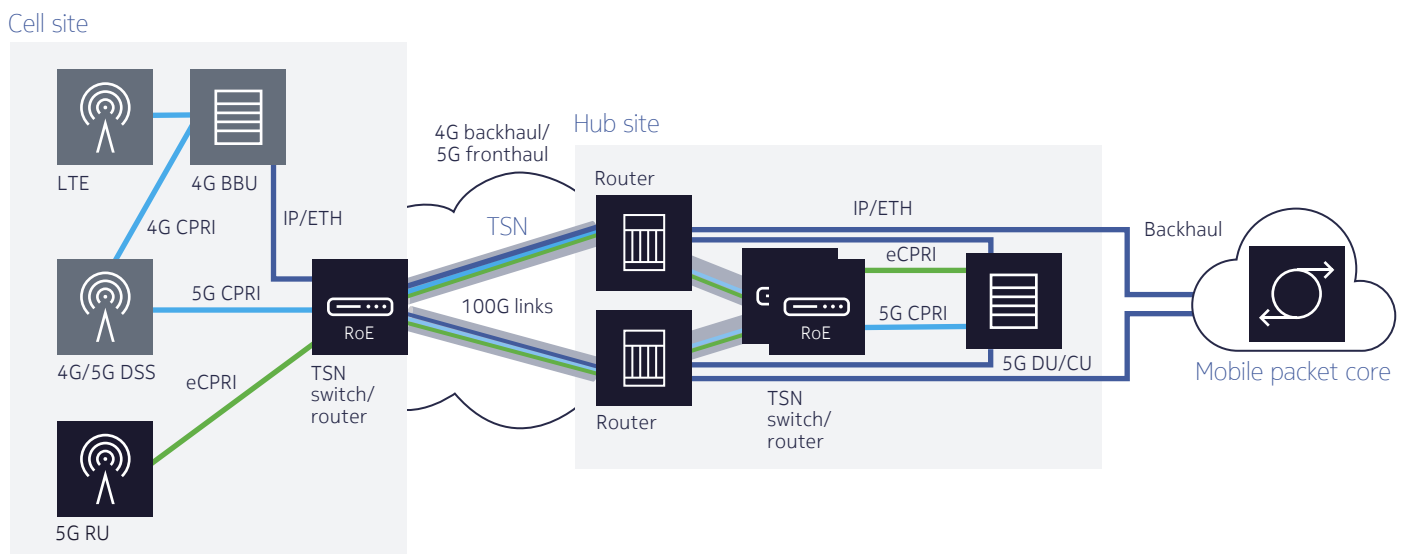 Cell site
LTE
4G BBU
4G CPRI
IP/ETH
5G CPRI
4G/5G DSS
eCPRI
5G RU
RoE
TSN
switch/
router
4G backhaul/
5G fronthaul
TSN
100G links
Hub site
Router
Router
IP/ETH
eCPRI
5G CPRI
RoE
TSN
switch/
router
5G DU/CU
Backhaul
Mobile packet core